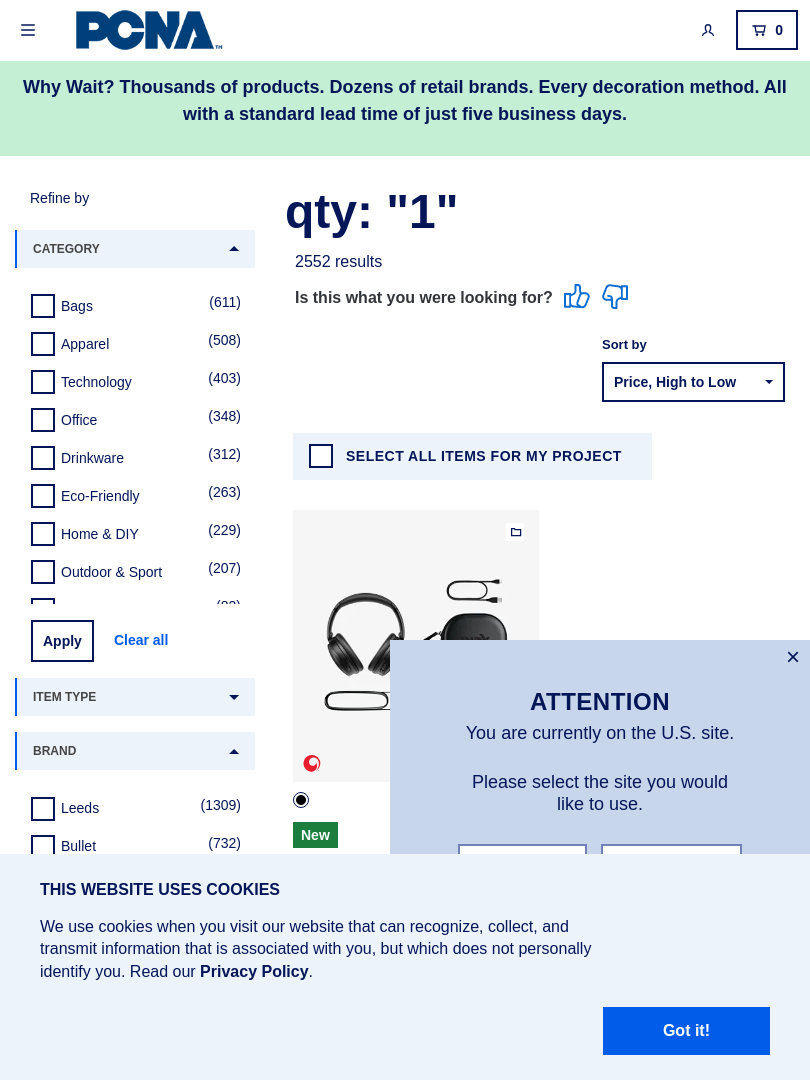 PCNA™
0
Why Wait? Thousands of products. Dozens of retail brands. Every decoration method. All
with a standard lead time of just five business days.
Refine by
qty: "1"
2552 results
Is this what you were looking for?
CATEGORY
Bags (611)
Apparel (508)
Technology (403)
Office (348)
Drinkware (312)
Eco-Friendly (263)
Home & DIY (229)
Outdoor & Sport (207)
Apply Clear all
ITEM TYPE
BRAND
Leeds (1309)
Bullet (732)
Sort by
Price, High to Low
SELECT ALL ITEMS FOR MY PROJECT
New
ATTENTION
You are currently on the U.S. site.
Please select the site you would
like to use.
THIS WEBSITE USES COOKIES
We use cookies when you visit our website that can recognize, collect, and
transmit information that is associated with you, but which does not personally
identify you. Read our Privacy Policy.
Got it!